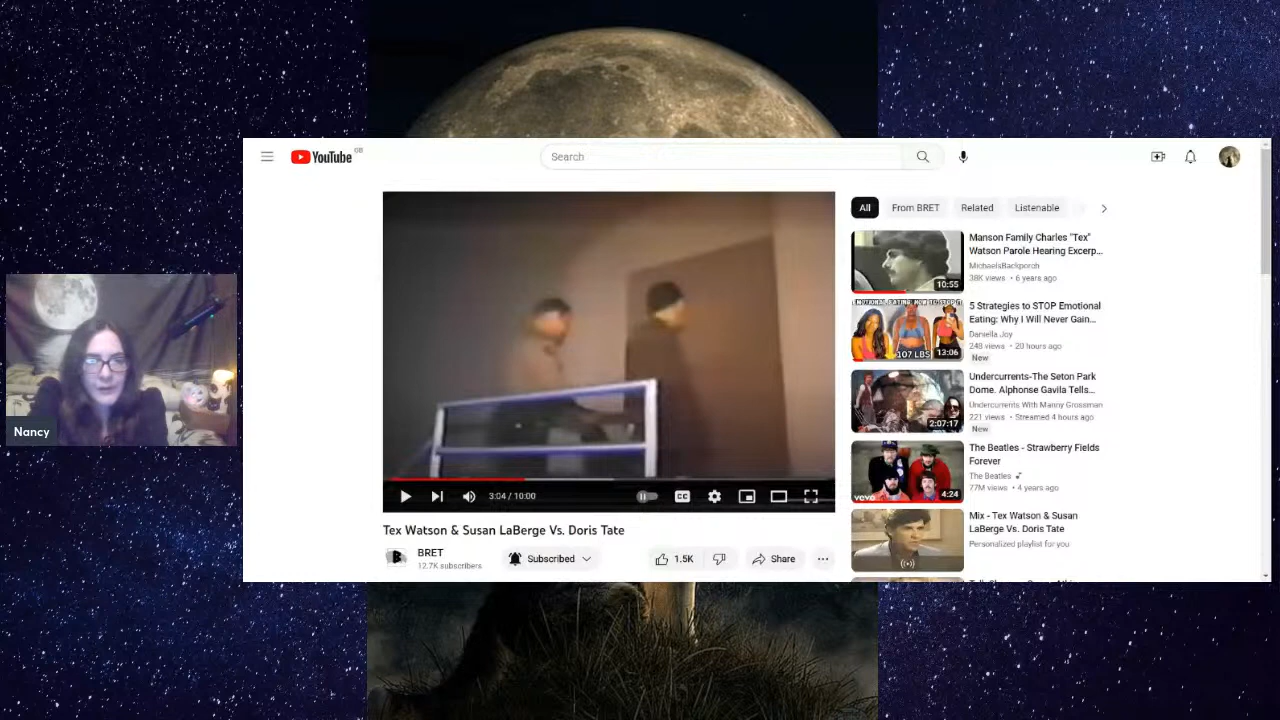 YouTube GB
Search
All
From BRET
Related
Listenable
Manson Family Charles "Tex"
Watson Parole Hearing Excerp...
MichaelsBackporch
38K views • 6 years ago
10:55
5 Strategies to STOP Emotional
Eating: Why I Will Never Gain...
Daniella Joy
248 views • 20 hours ago
New
107 LBS
13:06
Undercurrents-The Seton Park
Dome. Alphonse Gavila Tells...
Undercurrents With Manny Grossman
221 views • Streamed 4 hours ago
New
2:07:17
The Beatles - Strawberry Fields
Forever
The Beatles
77M views • 4 years ago
vevo
4:24
Mix - Tex Watson & Susan
LaBerge Vs. Doris Tate
Personalized playlist for you
Nancy
3:04 / 10:00
CC
Tex Watson & Susan LaBerge Vs. Doris Tate
BRET
12.7K subscribers
Subscribed
1.5K
Share